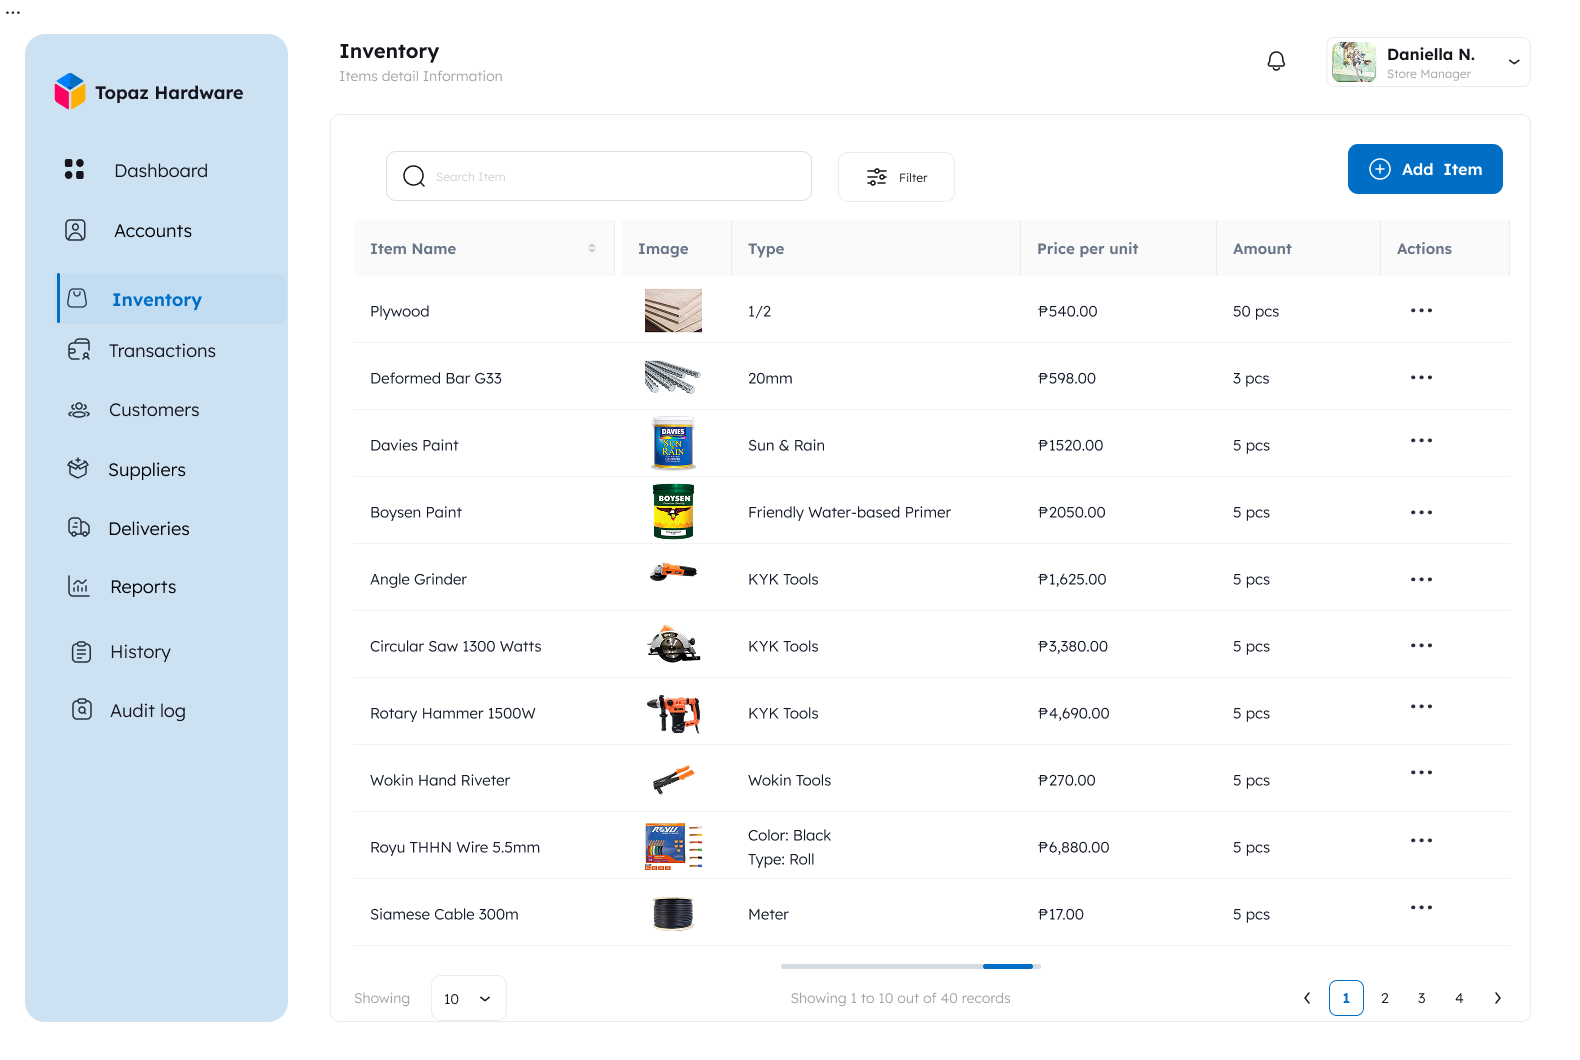 ...
Topaz Hardware
Dashboard
Accounts
Inventory
Transactions
Customers
Suppliers
Deliveries
Reports
History
Audit log
Inventory
Items detail Information
Daniella N.
Store Manager
Search Item
Filter
Add Item
Item Name Image Type Price per unit Amount Actions
Plywood 1/2 ₱540.00 50 pcs ...
Deformed Bar G33 20mm ₱598.00 3 pcs ...
DAVIES
SUN
RAIN
Davies Paint Sun & Rain ₱1520.00 5 pcs ...
BOYSEN
Boysen Paint Friendly Water-based Primer ₱2050.00 5 pcs ...
Angle Grinder KYK Tools ₱1,625.00 5 pcs ...
Circular Saw 1300 Watts KYK Tools ₱3,380.00 5 pcs ...
Rotary Hammer 1500W KYK Tools ₱4,690.00 5 pcs ...
Wokin Hand Riveter Wokin Tools ₱270.00 5 pcs ...
ROYU
Color: Black
Royu THHN Wire 5.5mm ₱6,880.00 5 pcs ...
Type: Roll
Siamese Cable 300m Meter ₱17.00 5 pcs ...
Showing 10 Showing 1 to 10 out of 40 records 1 2 3 4